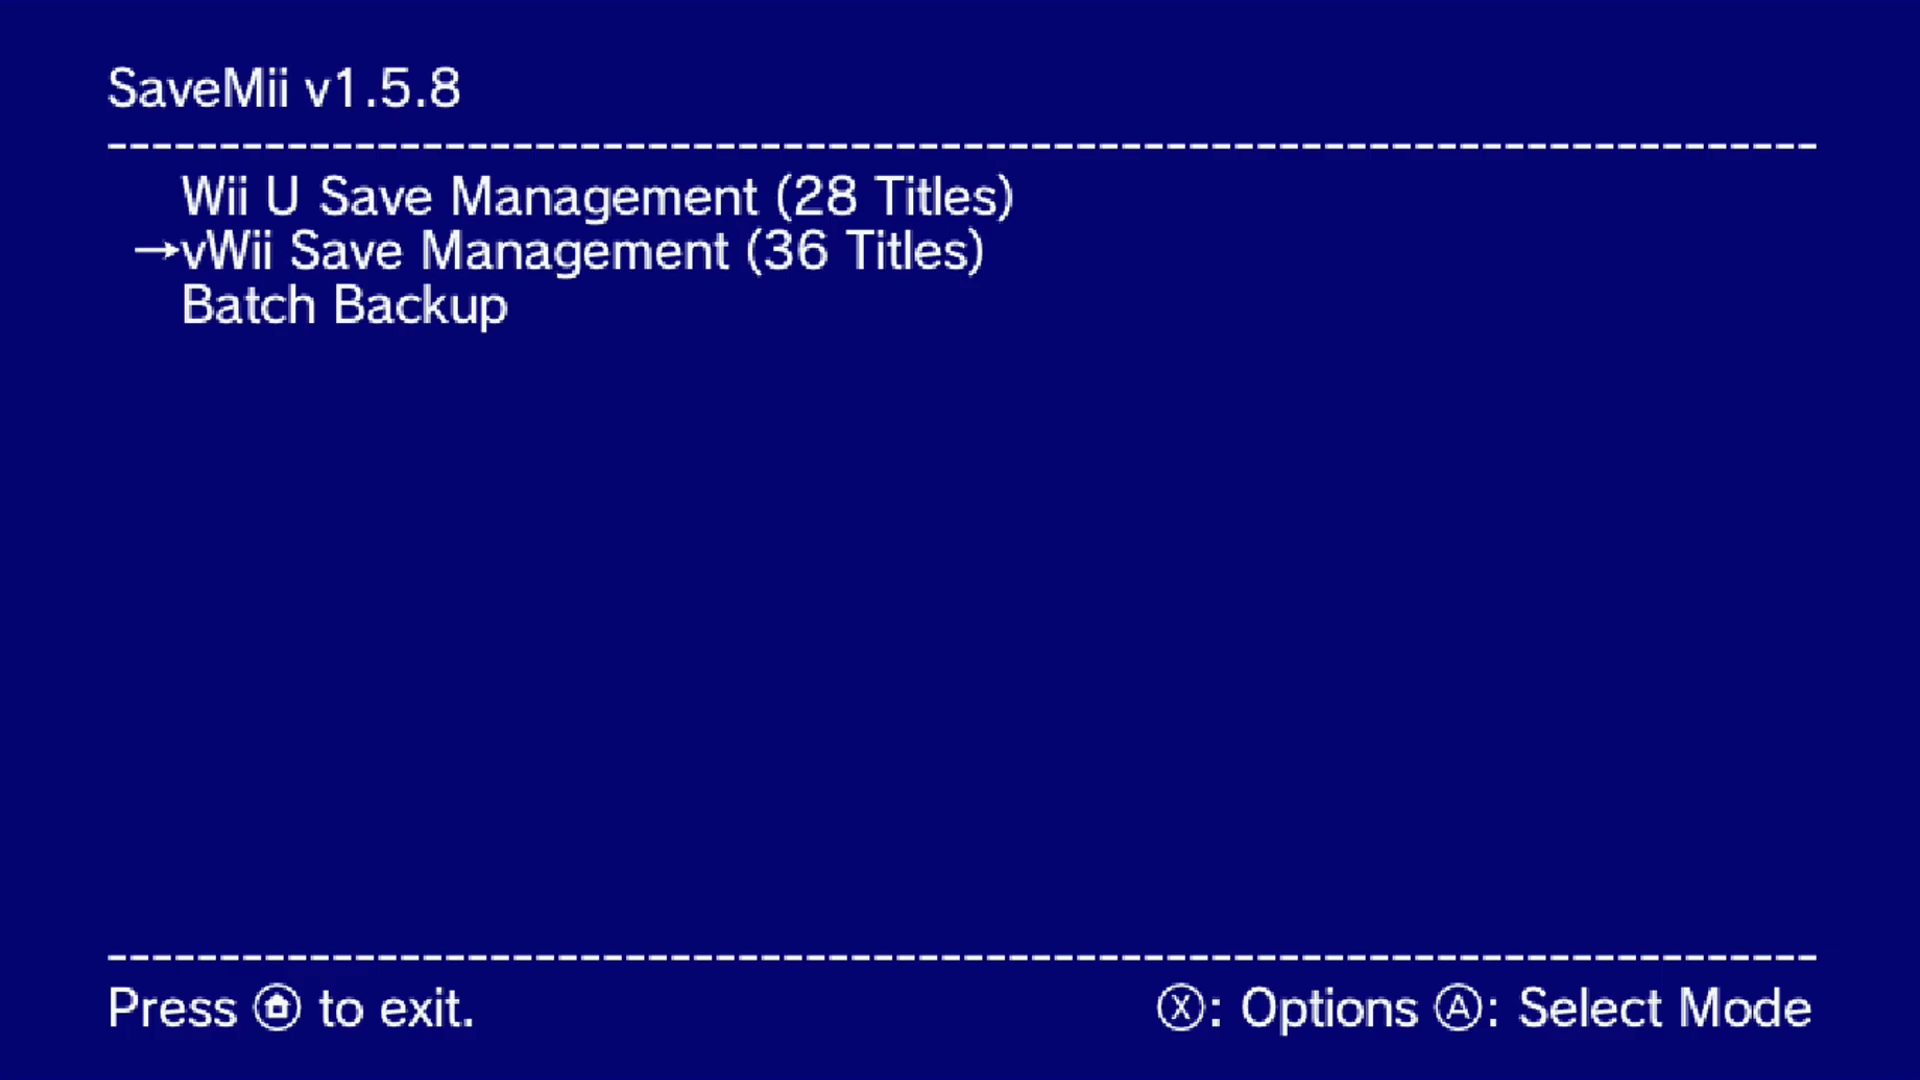 SaveMii v1.5.8
----------------------------------------------------------------------------
Wii U Save Management (28 Titles)
→vWii Save Management (36 Titles)
Batch Backup
----------------------------------------------------------------------------
Press to exit.
Ⓧ: Options Ⓐ: Select Mode